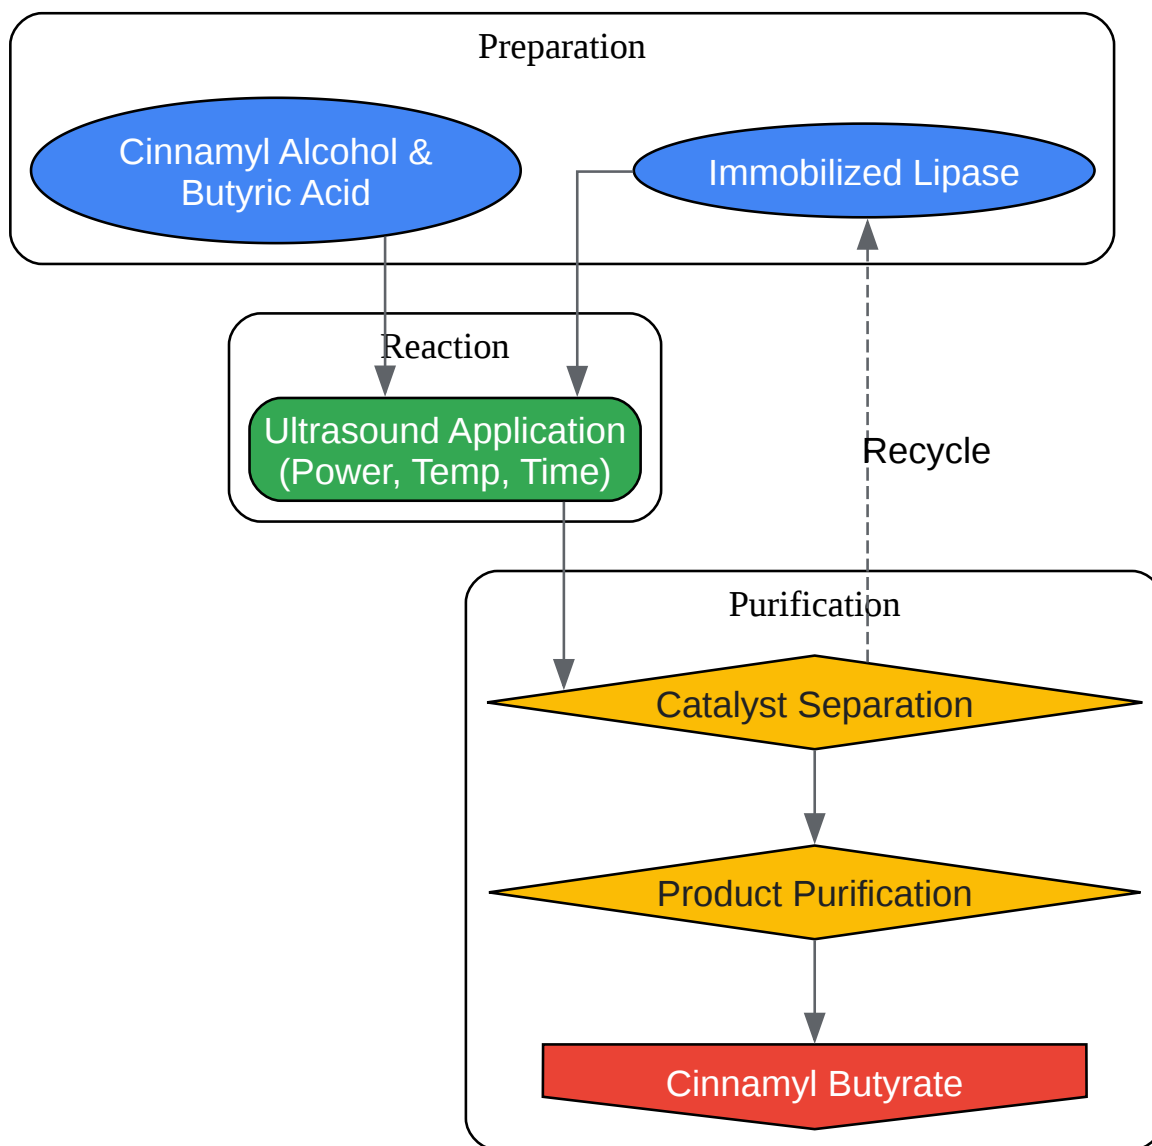 Preparation
Cinnamyl Alcohol &
Butyric Acid
Immobilized Lipase
Reaction
Ultrasound Application
(Power, Temp, Time)
Recycle
Purification
Catalyst Separation
Product Purification
Cinnamyl Butyrate